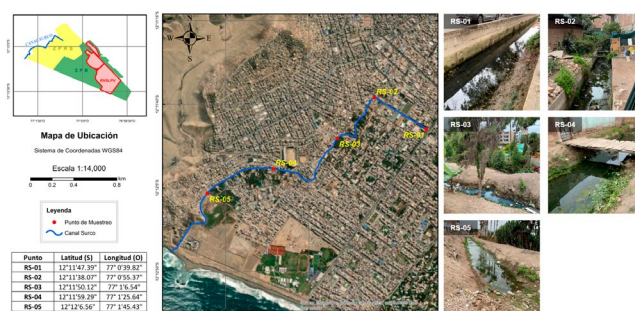 CANAL SURCO
ZPRS
ZPR
RVSLPV
Mapa de Ubicación
Sistema de Coordenadas WGS84
Escala 1:14,000
0 0.2 0.4 0.8 km
Leyenda
Punto de Muestreo
Canal Surco
Punto Latitud (S) Longitud (O)
RS-01 12°11'47.39" 77° 0'39.82"
RS-02 12°11'38.07" 77° 0'55.37"
RS-03 12°11'50.12" 77° 1'6.54"
RS-04 12°11'59.29" 77° 1'25.64"
RS-05 12°12'6.56" 77° 1'45.43"
N
W E
S
RS-02
RS-01
RS-03
RS-04
RS-05
RS-01
RS-02
RS-03
RS-04
RS-05